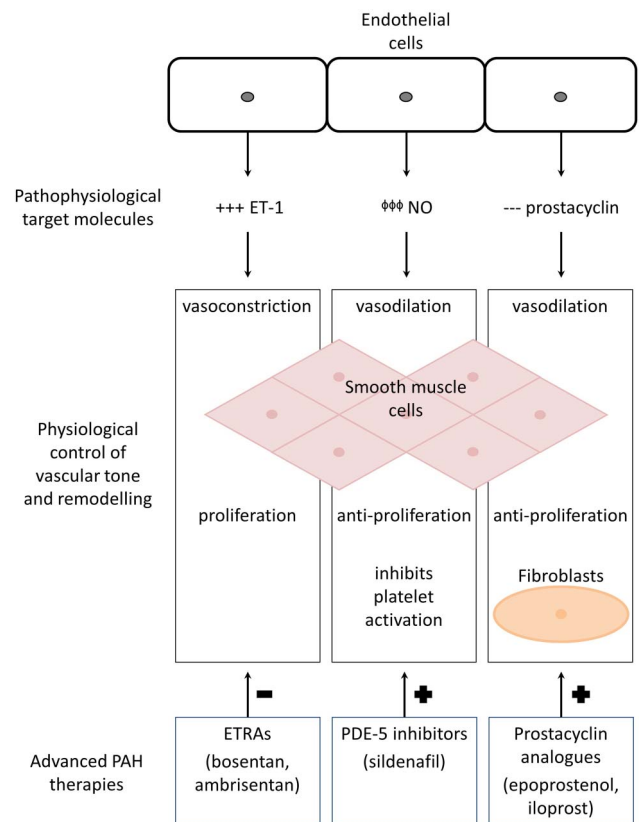 Endothelial
cells
Pathophysiological
target molecules
+++ ET-1
ϕϕϕ NO
--- prostacyclin
vasoconstriction
vasodilation
vasodilation
Smooth muscle
cells
Physiological
control of
vascular tone
and remodelling
proliferation
anti-proliferation
anti-proliferation
inhibits
platelet
activation
Fibroblasts
Advanced PAH
therapies
ETRAs
(bosentan,
ambrisentan)
PDE-5 inhibitors
(sildenafil)
Prostacyclin
analogues
(epoprostenol,
iloprost)